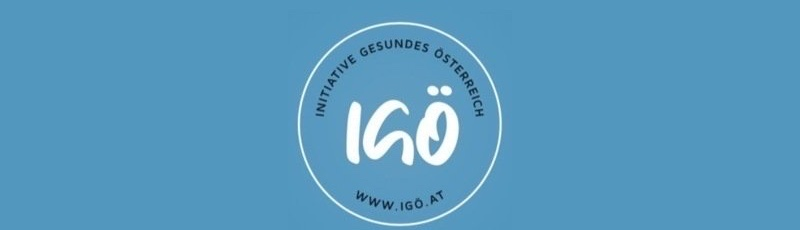 INITIATIVE GESUNDES ÖSTERREICH
IGÖ
WWW.IGÖ.AT